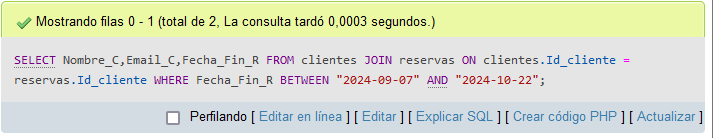 Mostrando filas 0 - 1 (total de 2, La consulta tardó 0,0003 segundos.)
SELECT Nombre_C,Email_C,Fecha_Fin_R FROM clientes JOIN reservas ON clientes.Id_cliente =
reservas.Id_cliente WHERE Fecha_Fin_R BETWEEN "2024-09-07" AND "2024-10-22";
Perfilando [ Editar en línea ] [ Editar ] [ Explicar SQL ] [ Crear código PHP ] [ Actualizar ]